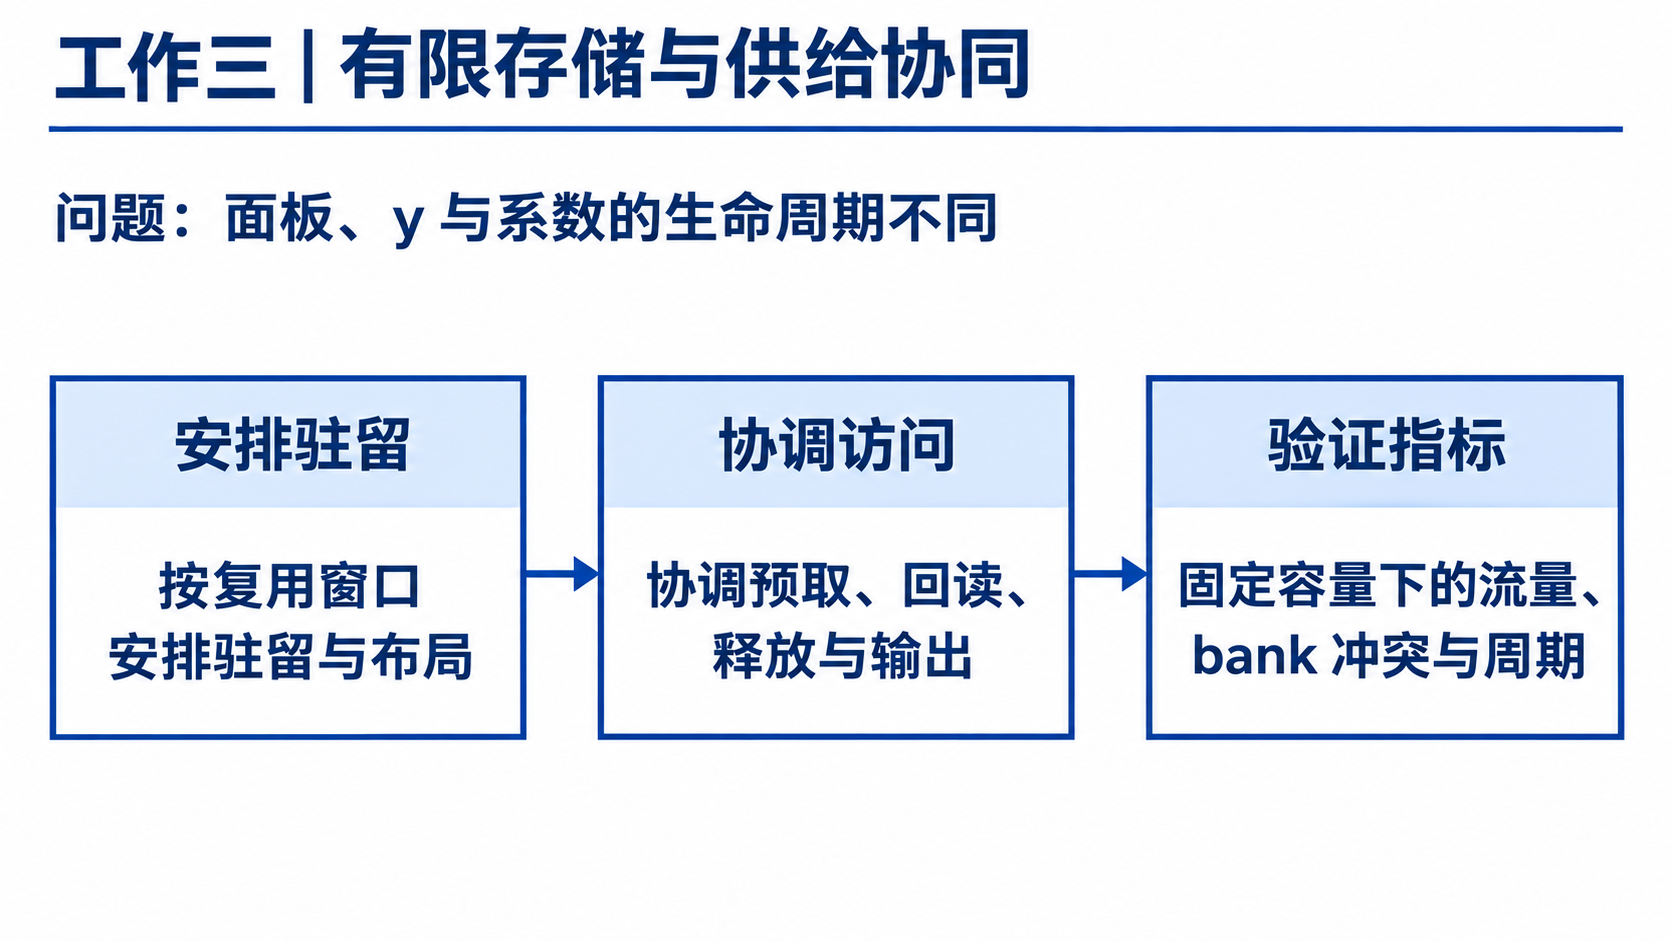 工作三 | 有限存储与供给协同
问题：面板、y 与系数的生命周期不同
安排驻留
按复用窗口
安排驻留与布局
协调访问
协调预取、回读、
释放与输出
验证指标
固定容量下的流量、
bank 冲突与周期